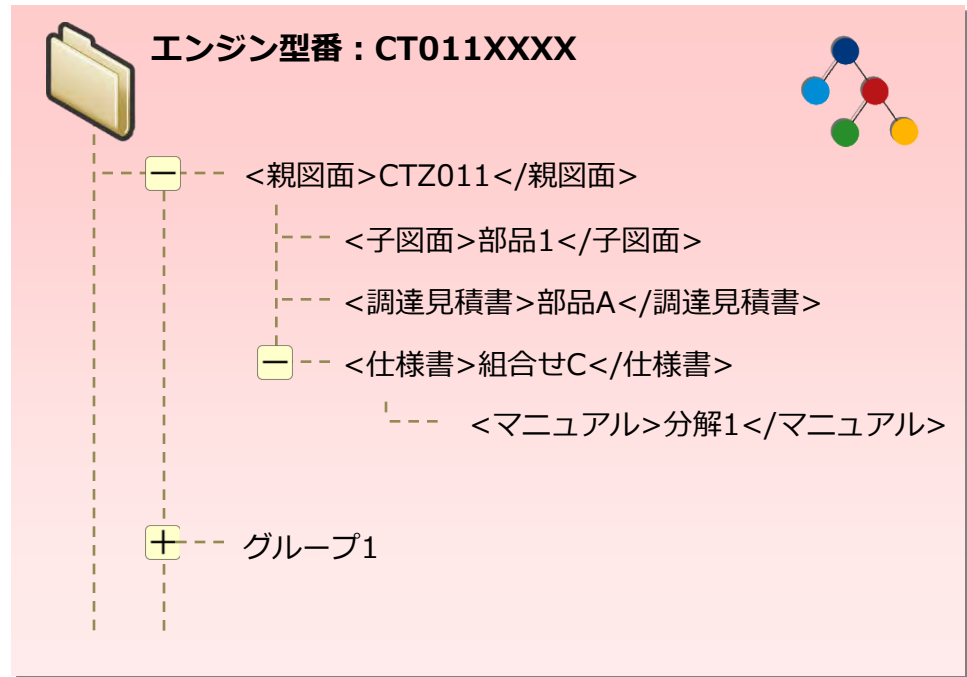 エンジン型番：CT011XXXX
<親図面>CTZ011</親図面>
<子図面>部品1</子図面>
<調達見積書>部品A</調達見積書>
<仕様書>組合せC</仕様書>
<マニュアル>分解1</マニュアル>
グループ1